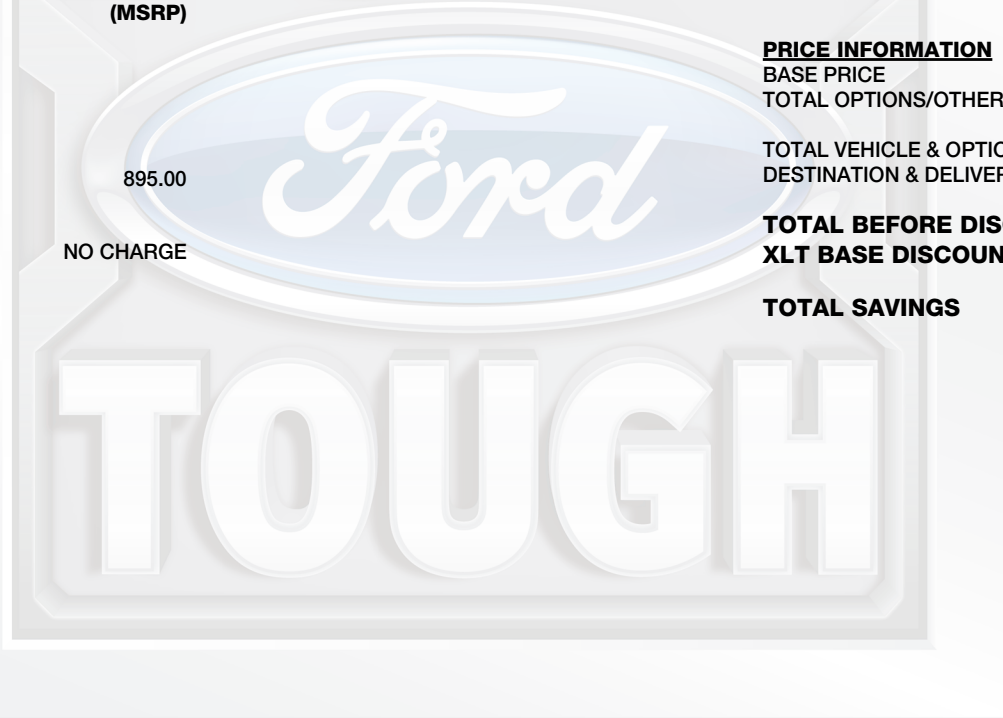 (MSRP)
895.00
NO CHARGE
Ford
TOUGH
PRICE INFORMATION
BASE PRICE
TOTAL OPTIONS/OTHER
TOTAL VEHICLE & OPTIO
DESTINATION & DELIVER
TOTAL BEFORE DIS
XLT BASE DISCOUN
TOTAL SAVINGS